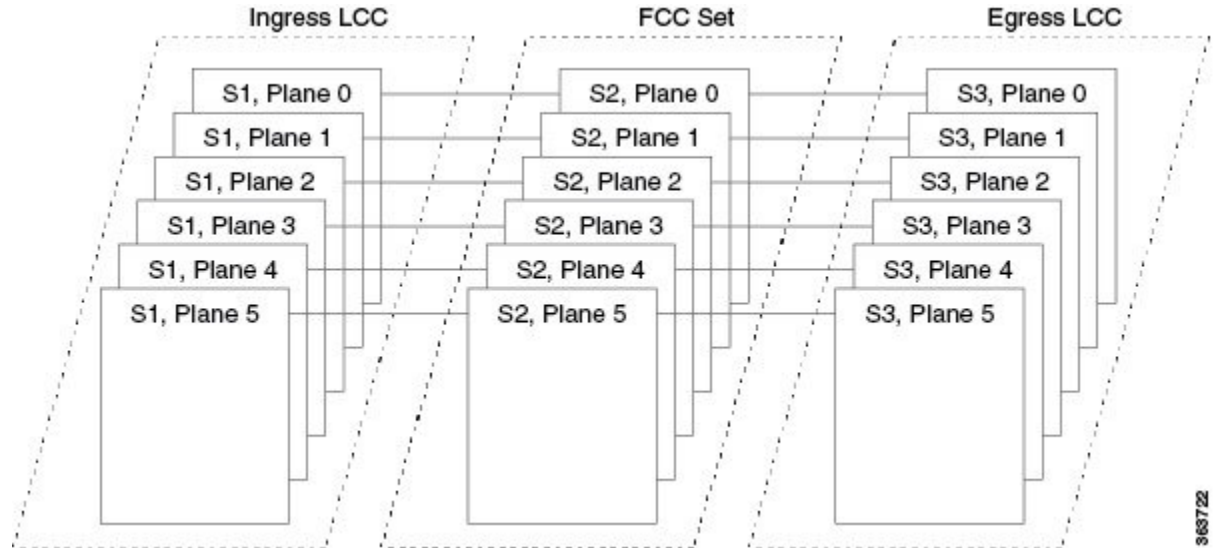 Ingress LCC
FCC Set
Egress LCC
S1, Plane 0
S2, Plane 0
S3, Plane 0
S1, Plane 1
S2, Plane 1
S3, Plane 1
S1, Plane 2
S2, Plane 2
S3, Plane 2
S1, Plane 3
S2, Plane 3
S3, Plane 3
S1, Plane 4
S2, Plane 4
S3, Plane 4
S1, Plane 5
S2, Plane 5
S3, Plane 5
363722